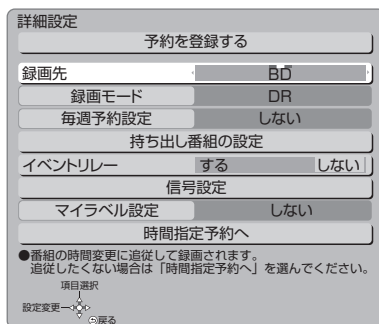 詳細設定
予約を登録する
録画先 BD
録画モード DR
毎週予約設定 しない
持ち出し番組の設定
イベントリレー する しない
信号設定
マイラベル設定 しない
時間指定予約へ
●番組の時間変更に追従して録画されます。
追従したくない場合は「時間指定予約へ」を選んでください。
項目選択
設定変更
戻る